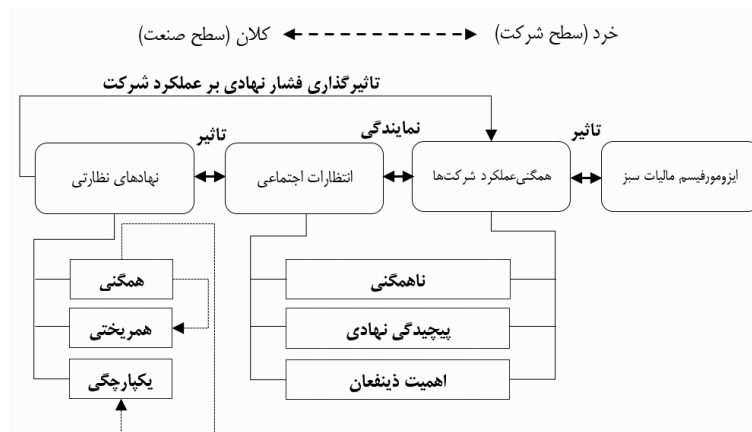 خرد (سطح شرکت)
کلان (سطح صنعت)
تاثیرگذاری فشار نهادی بر عملکرد شرکت
تاثیر
نمایندگی
تاثیر
ایزومورفیسم مالیات سبز
همگنی‌عملکرد شرکت‌ها
انتظارات اجتماعی
نهادهای نظارتی
ناهمگنی
پیچیدگی نهادی
اهمیت ذینفعان
همگنی
همریختی
یکپارچگی